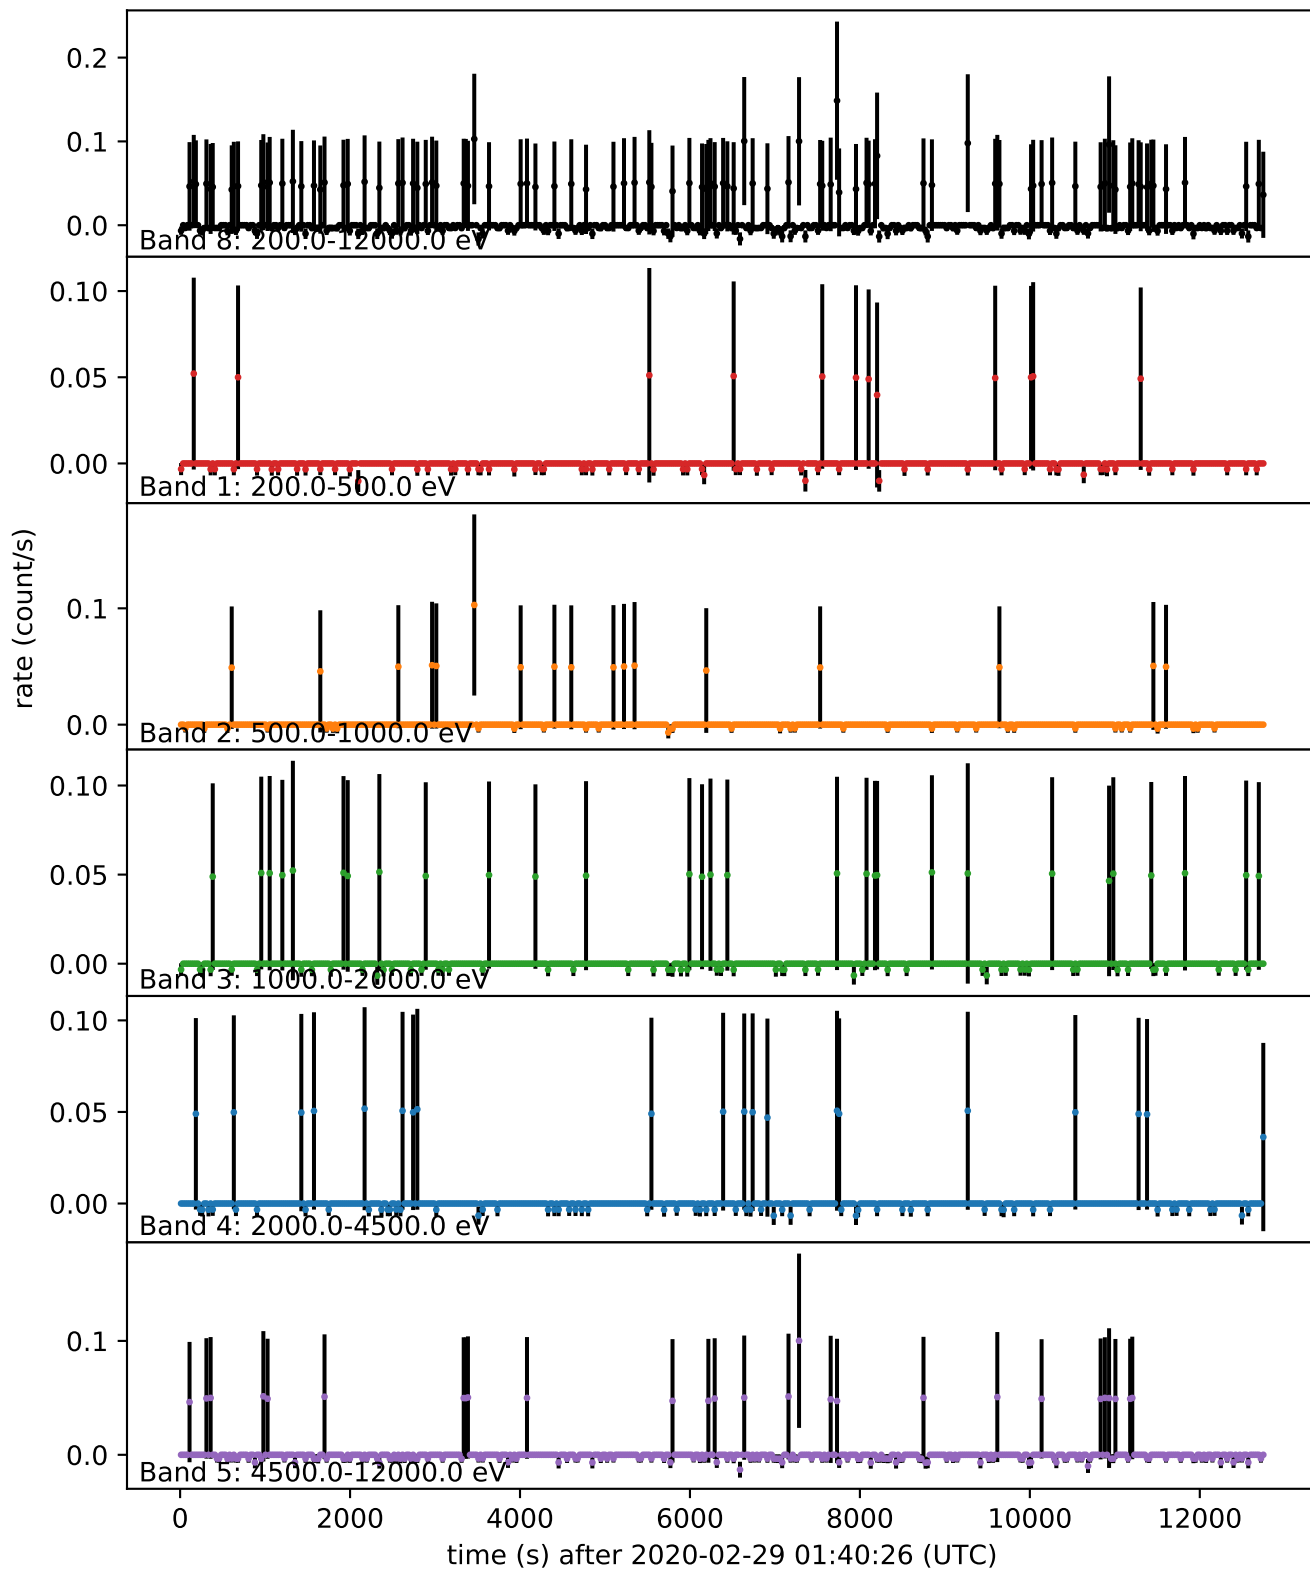 0.2
0.1
0.0
Band 8: 200.0-12000.0 eV
0.10
0.05
0.00
Band 1: 200.0-500.0 eV
rate (count/s)
0.1
0.0
Band 2: 500.0-1000.0 eV
0.10
0.05
0.00
Band 3: 1000.0-2000.0 eV
0.10
0.05
0.00
Band 4: 2000.0-4500.0 eV
0.1
0.0
Band 5: 4500.0-12000.0 eV
0 2000 4000 6000 8000 10000 12000
time (s) after 2020-02-29 01:40:26 (UTC)